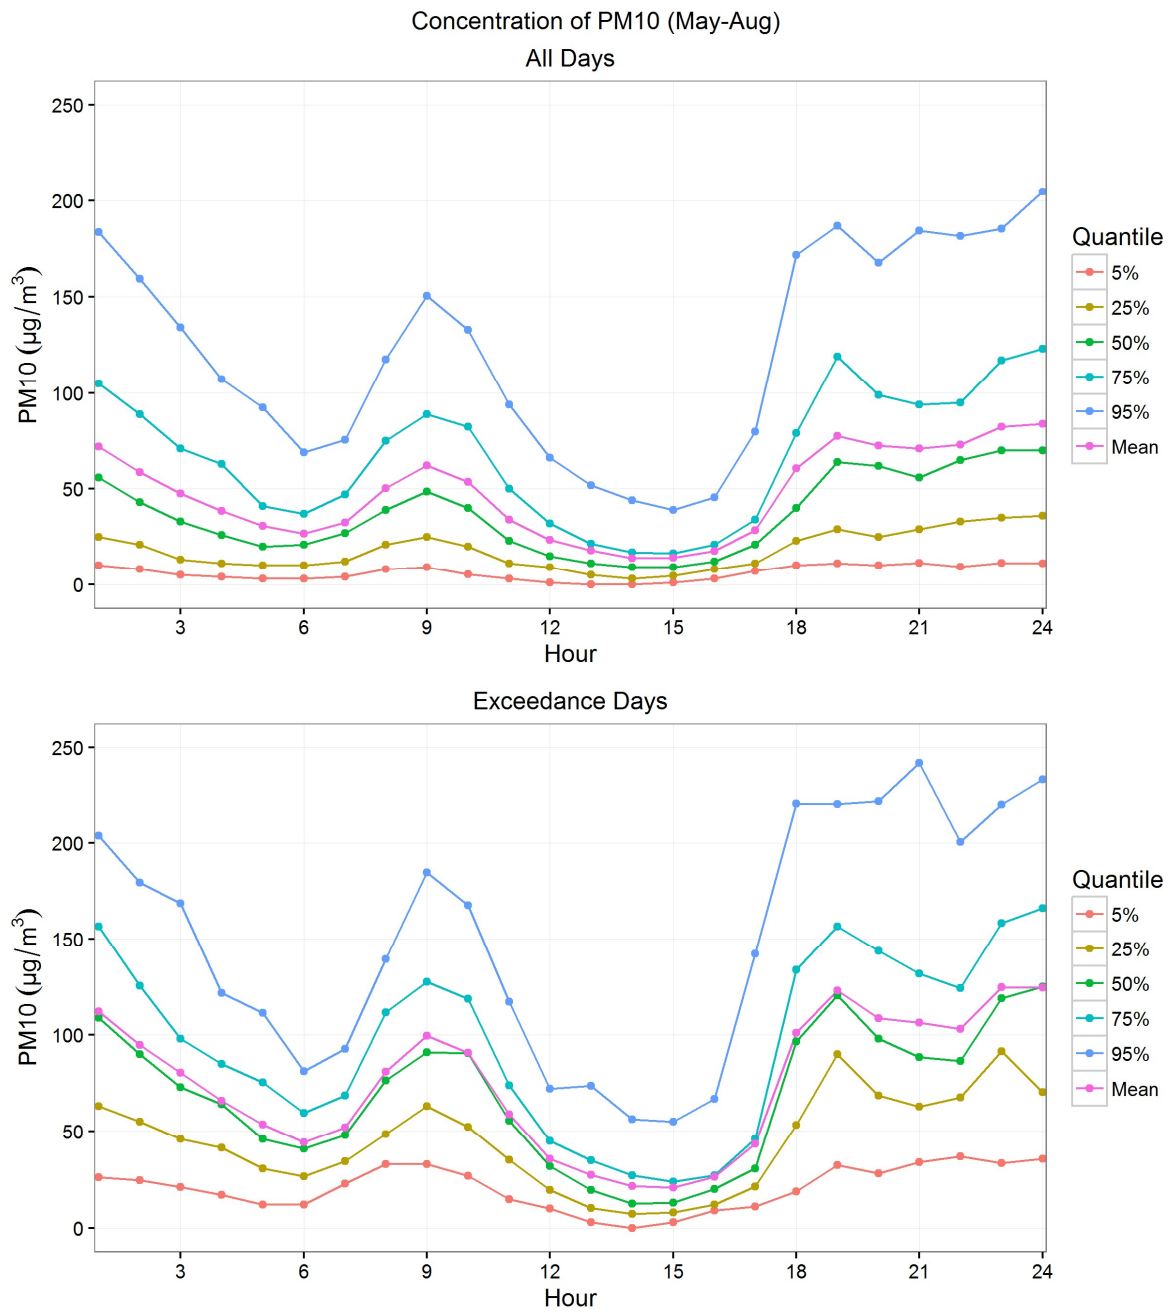 Concentration of PM10 (May-Aug)
All Days
250
200
150
100
50
0
PM10 (µg/m³)
3 6 9 12 15 18 21 24
Hour
Quantile
5%
25%
50%
75%
95%
Mean
Exceedance Days
250
200
150
100
50
0
PM10 (µg/m³)
3 6 9 12 15 18 21 24
Hour
Quantile
5%
25%
50%
75%
95%
Mean